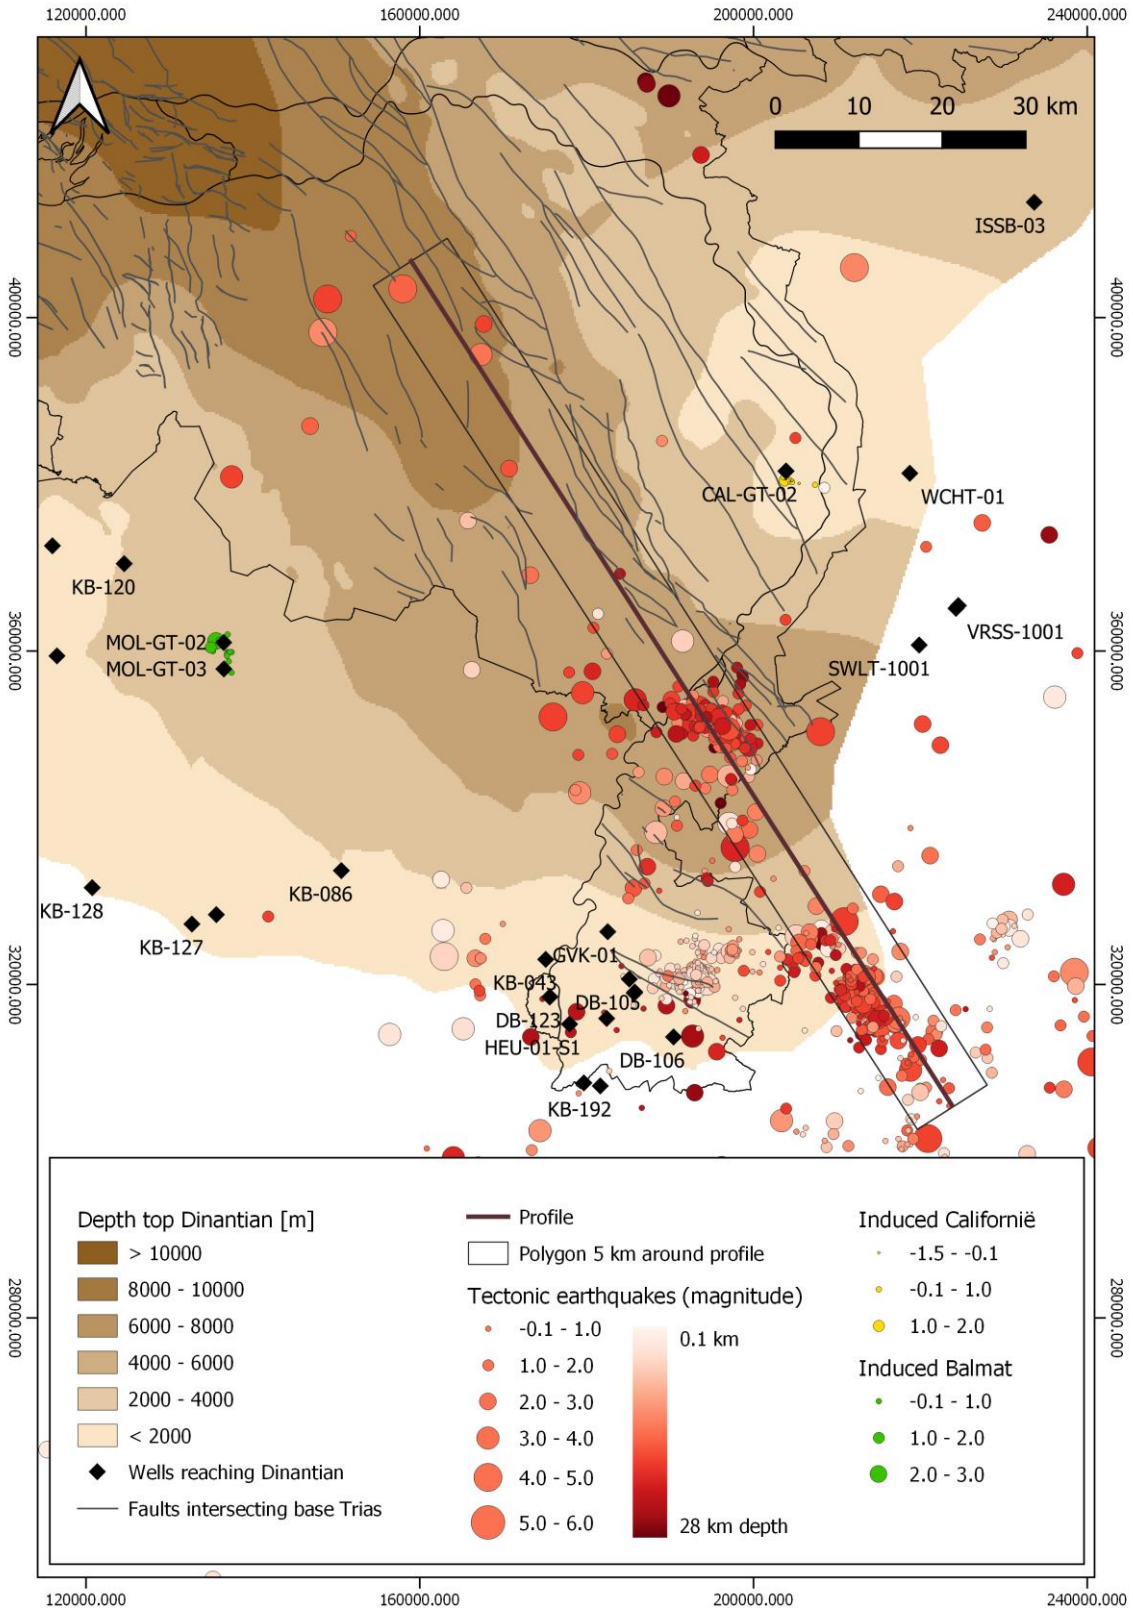 120000.000 160000.000 200000.000 240000.000
0 10 20 30 km
ISSB-03
400000.000 400000.000
CAL-GT-02
WCHT-01
KB-120
MOL-GT-02
MOL-GT-03
360000.000 360000.000
VRSS-1001
SWLT-1001
KB-086
KB-128
KB-127
GVK-01
KB-043
320000.000 320000.000
DB-105
DB-123
HEU-01-S1
DB-106
KB-192
Depth top Dinantian [m]
> 10000
8000 - 10000
6000 - 8000
4000 - 6000
2000 - 4000
< 2000
Wells reaching Dinantian
Faults intersecting base Trias
Profile
Polygon 5 km around profile
Tectonic earthquakes (magnitude)
-0.1 - 1.0
1.0 - 2.0
2.0 - 3.0
3.0 - 4.0
4.0 - 5.0
5.0 - 6.0
0.1 km
28 km depth
Induced Californië
-1.5 - -0.1
-0.1 - 1.0
1.0 - 2.0
Induced Balmat
-0.1 - 1.0
1.0 - 2.0
2.0 - 3.0
280000.000 280000.000
120000.000 160000.000 200000.000 240000.000